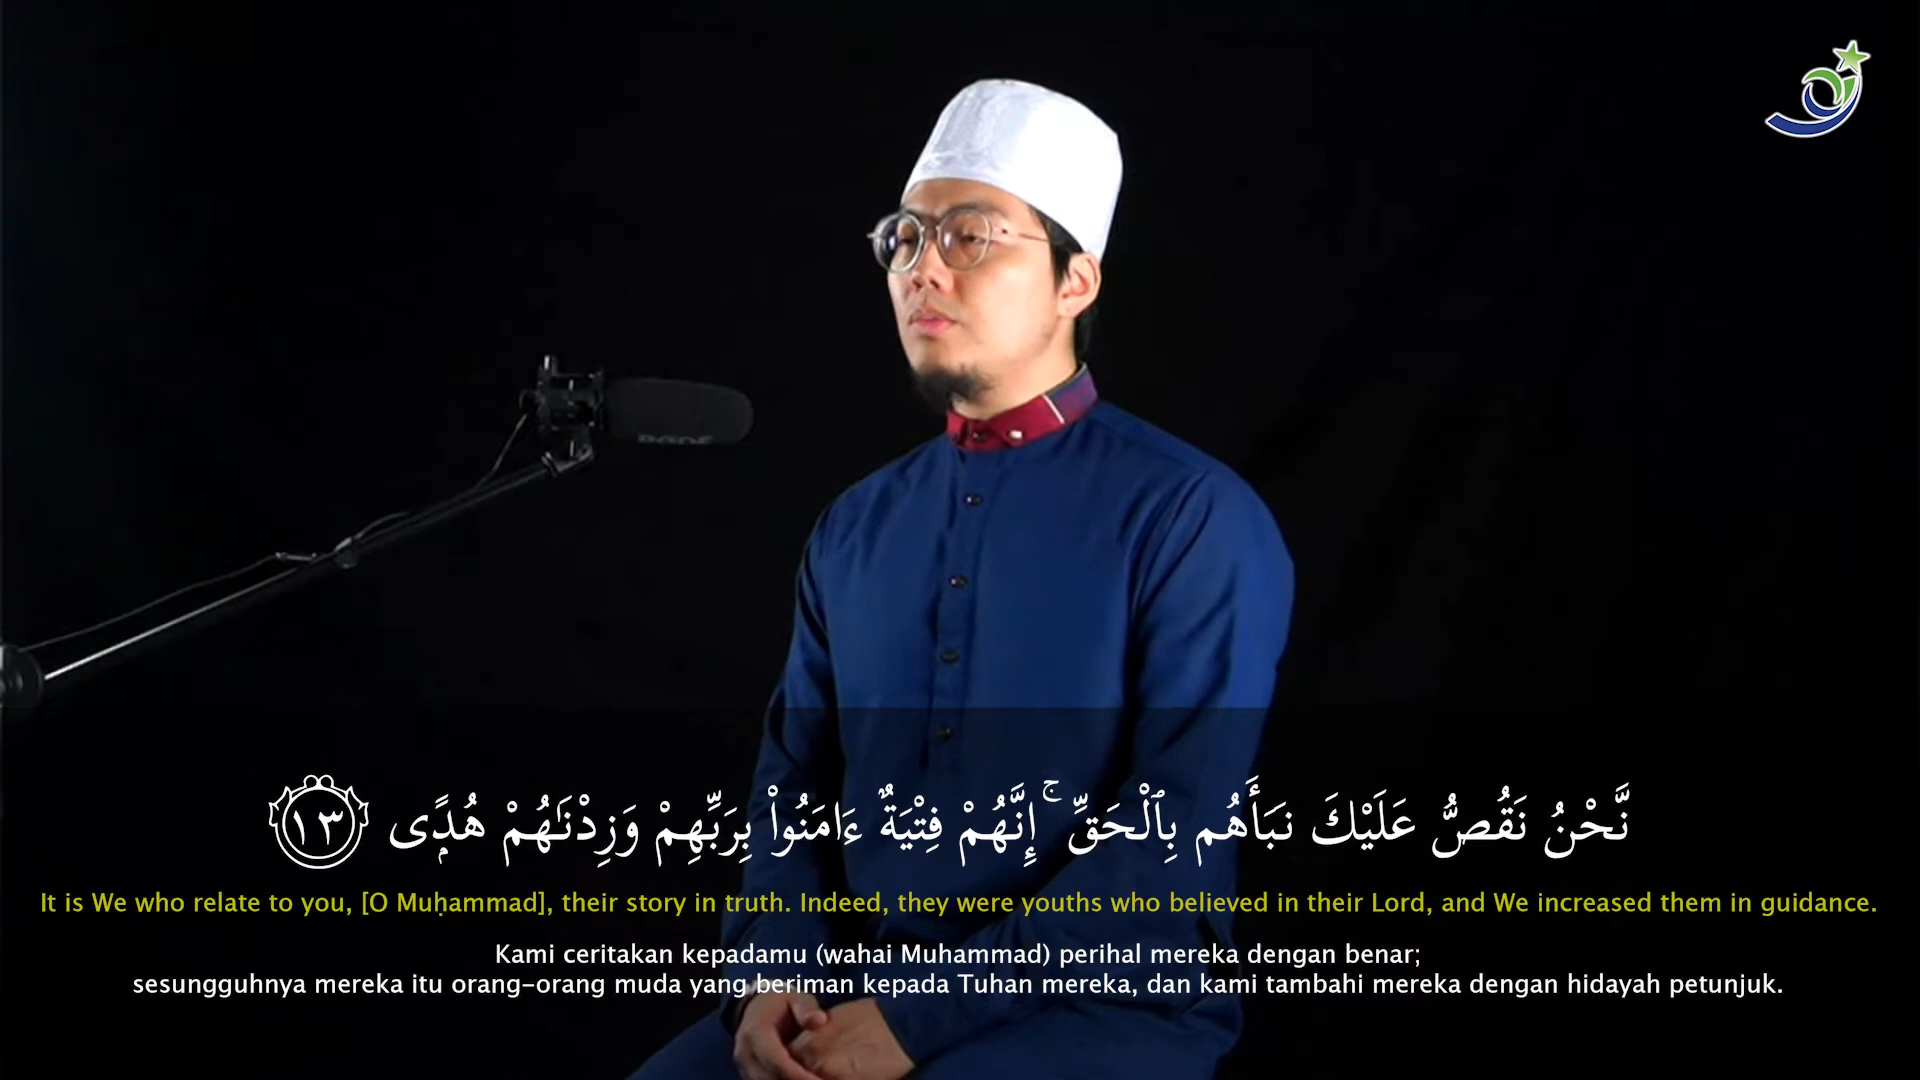 RODE
نَّحْنُ نَقُصُّ عَلَيْكَ نَبَأَهُم بِٱلْحَقِّ ۚ إِنَّهُمْ فِتْيَةٌ ءَامَنُوا۟ بِرَبِّهِمْ وَزِدْنَـٰهُمْ هُدًۭى ١٣
It is We who relate to you, [O Muḥammad], their story in truth. Indeed, they were youths who believed in their Lord, and We increased them in guidance.
Kami ceritakan kepadamu (wahai Muhammad) perihal mereka dengan benar;
sesungguhnya mereka itu orang-orang muda yang beriman kepada Tuhan mereka, dan kami tambahi mereka dengan hidayah petunjuk.